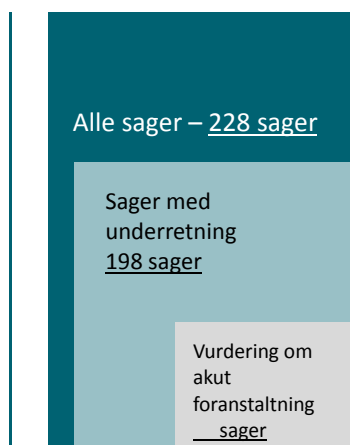 Alle sager – 228 sager
Sager med
underretning
198 sager
Vurdering om
akut
foranstaltning
sager